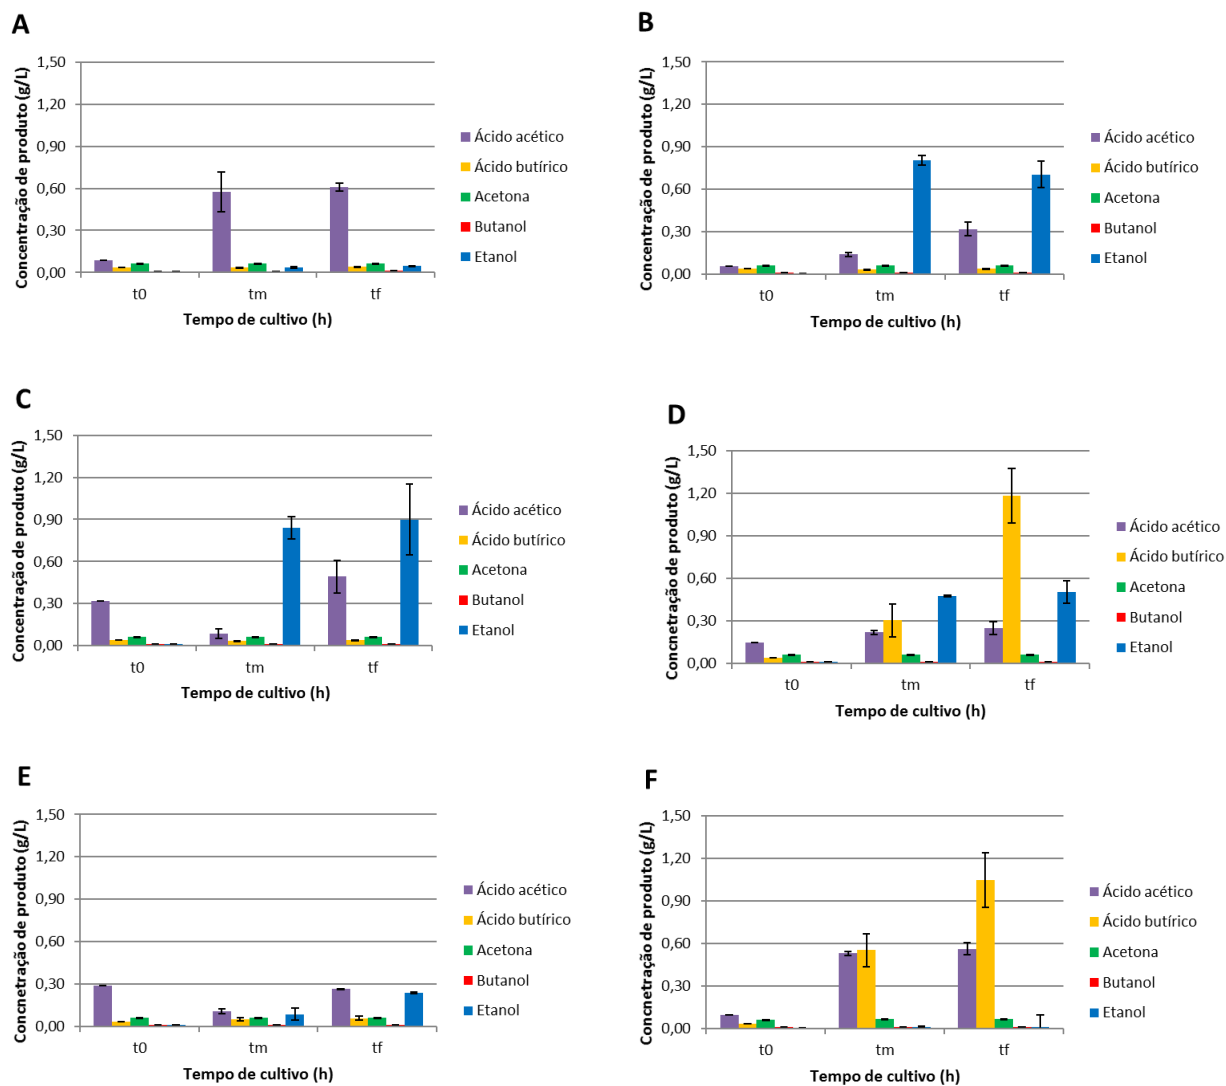 A
Concentração de produto (g/L)
1,50
1,20
0,90
0,60
0,30
0,00
t0
tm
tf
Tempo de cultivo (h)
Ácido acético
Ácido butírico
Acetona
Butanol
Etanol
B
Concentração de produto (g/L)
1,50
1,20
0,90
0,60
0,30
0,00
t0
tm
tf
Tempo de cultivo (h)
Ácido acético
Ácido butírico
Acetona
Butanol
Etanol
C
Concentração de produto (g/L)
1,50
1,20
0,90
0,60
0,30
0,00
t0
tm
tf
Tempo de cultivo (h)
Ácido acético
Ácido butírico
Acetona
Butanol
Etanol
D
Concnetração de produto (g/L)
1,50
1,20
0,90
0,60
0,30
0,00
t0
tm
tf
Tempo de cultivo (h)
Ácido acético
Ácido butírico
Acetona
Butanol
Etanol
E
Concnetração de produto (g/L)
1,50
1,20
0,90
0,60
0,30
0,00
t0
tm
tf
Tempo de cultivo (h)
Ácido acético
Ácido butírico
Acetona
Butanol
Etanol
F
Concnetração de produto (g/L)
1,50
1,20
0,90
0,60
0,30
0,00
t0
tm
tf
Tempo de cultivo (h)
Ácido acético
Ácido butírico
Acetona
Butanol
Etanol